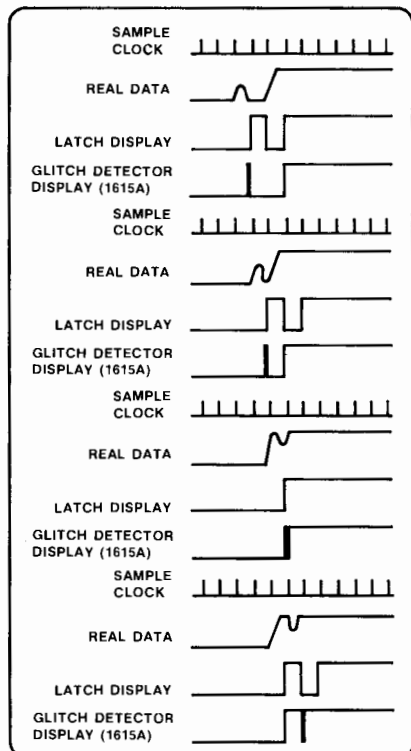 SAMPLE
CLOCK
REAL DATA
LATCH DISPLAY
GLITCH DETECTOR
DISPLAY (1615A)
SAMPLE
CLOCK
REAL DATA
LATCH DISPLAY
GLITCH DETECTOR
DISPLAY (1615A)
SAMPLE
CLOCK
REAL DATA
LATCH DISPLAY
GLITCH DETECTOR
DISPLAY (1615A)
SAMPLE
CLOCK
REAL DATA
LATCH DISPLAY
GLITCH DETECTOR
DISPLAY (1615A)